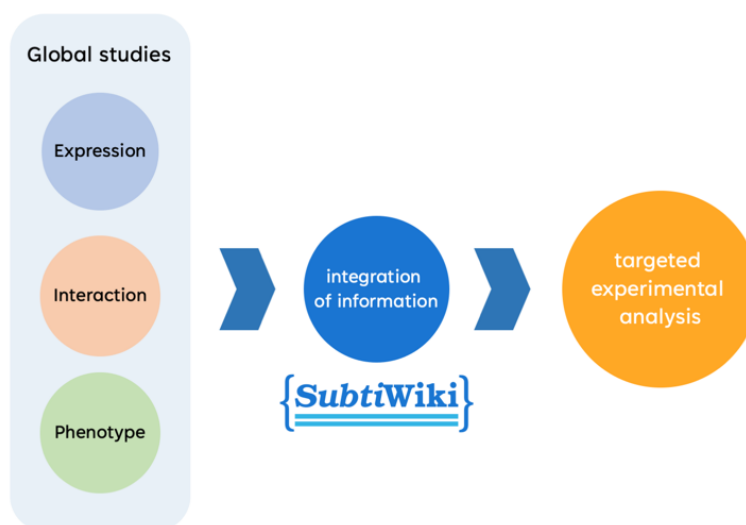 Global studies
Expression
Interaction
Phenotype
integration
of information
{SubtiWiki}
targeted
experimental
analysis